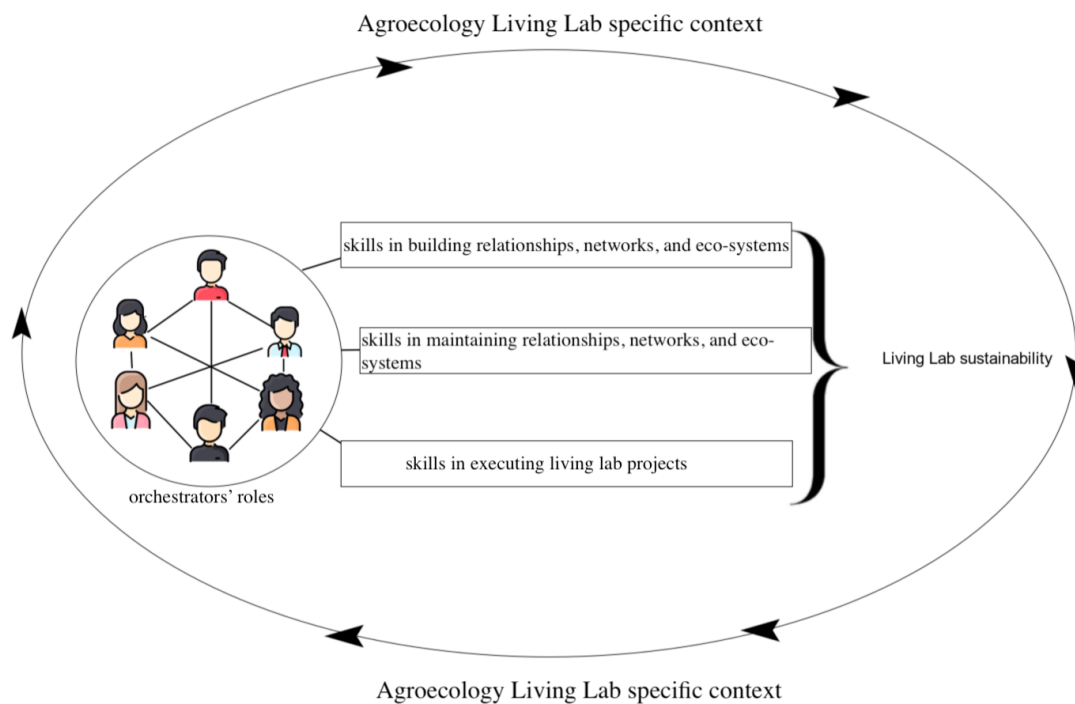 Agroecology Living Lab specific context
skills in building relationships, networks, and eco-systems
skills in maintaining relationships, networks, and eco-
systems
Living Lab sustainability
skills in executing living lab projects
orchestrators’ roles
Agroecology Living Lab specific context